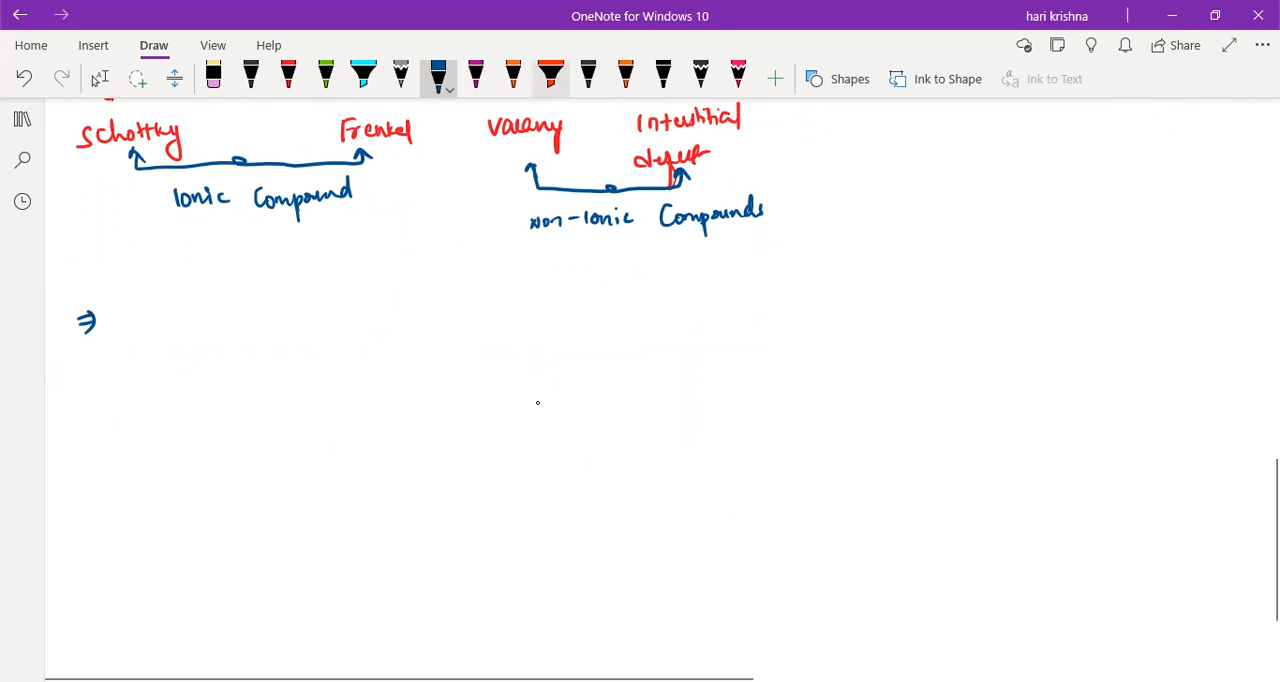 OneNote for Windows 10
hari krishna
Home Insert Draw View Help
Share
Shapes
Ink to Shape
Ink to Text
Schottky Frenkel Vacany Interstitial
defect
Ionic Compound
Non-Ionic Compounds
⇒